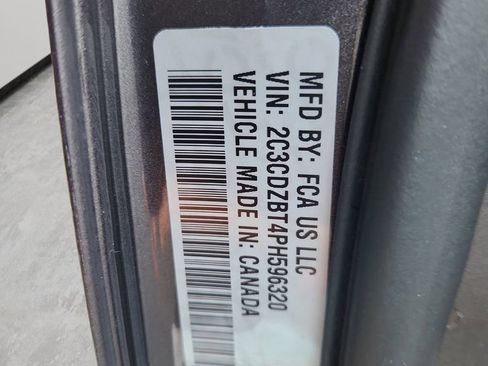 MFD BY: FCA US LLC
VIN: 2C3CDZBT4PH596320
VEHICLE MADE IN: CANADA